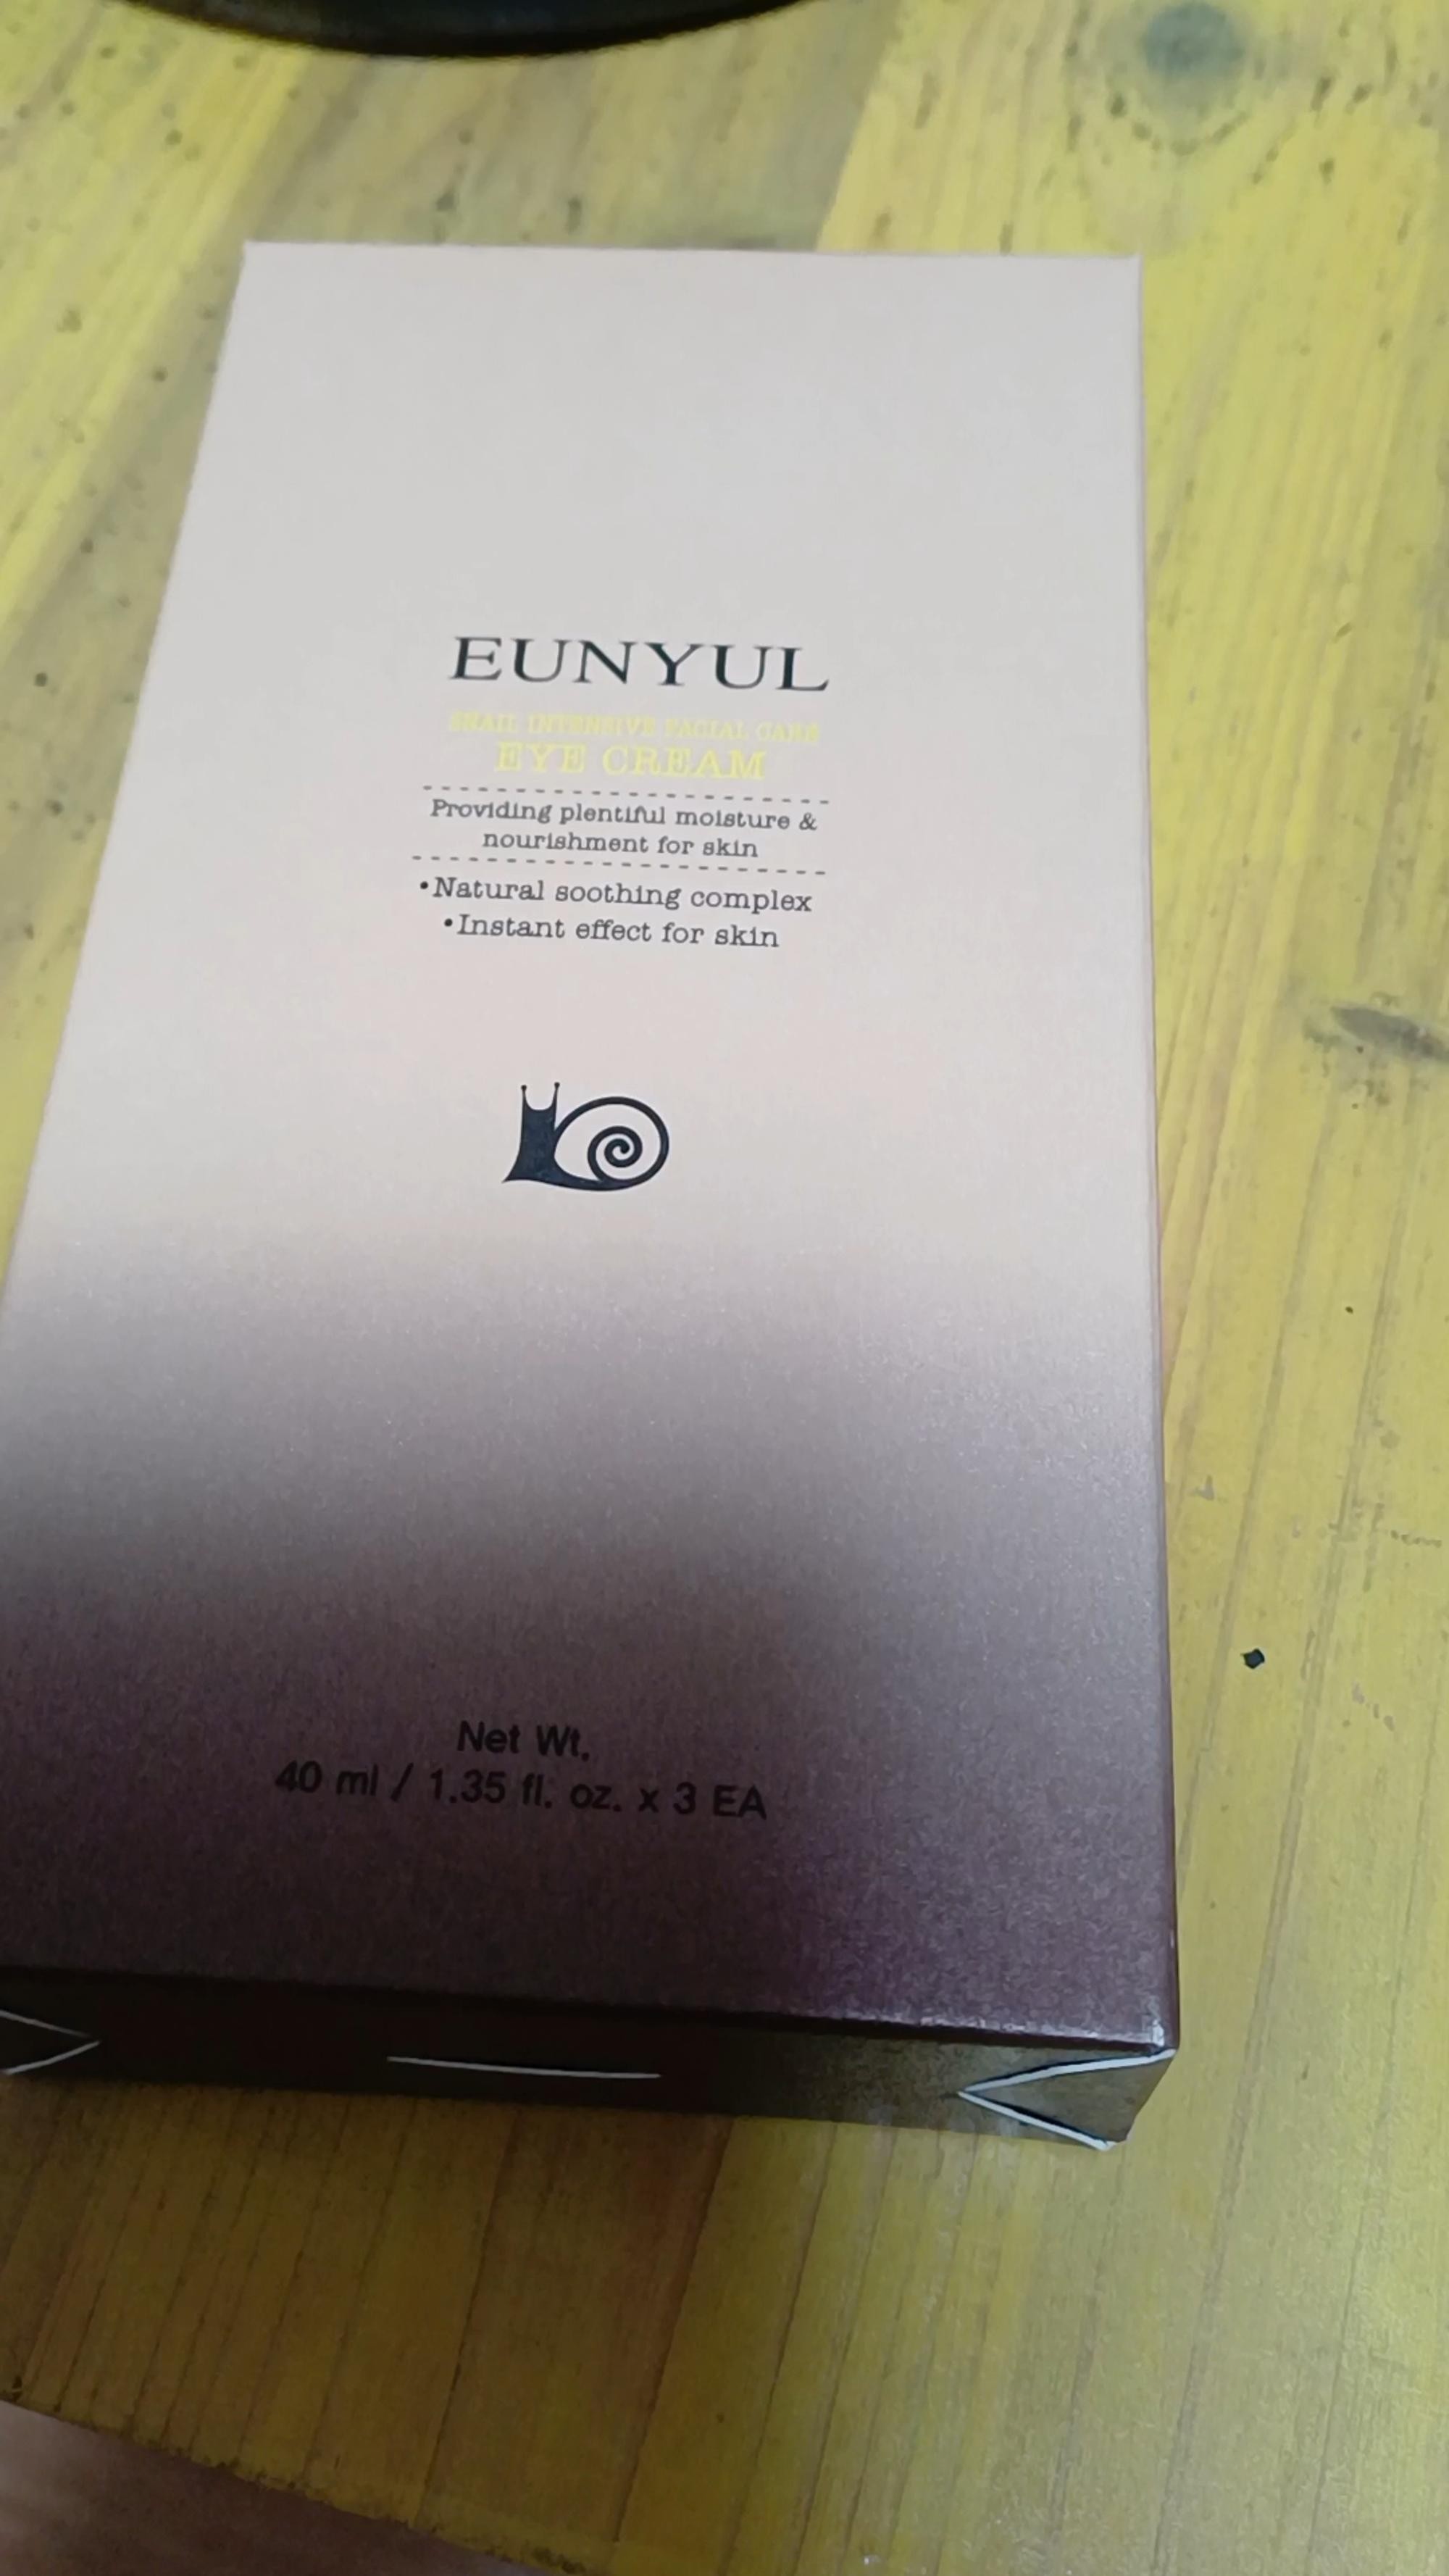 EUNYUL
SNAIL INTENSIVE FACIAL CARE
EYE CREAM
Providing plentiful moisture &
nourishment for skin
•Natural soothing complex
•Instant effect for skin
Net Wt.
40 ml / 1.35 fl. oz. x 3 EA